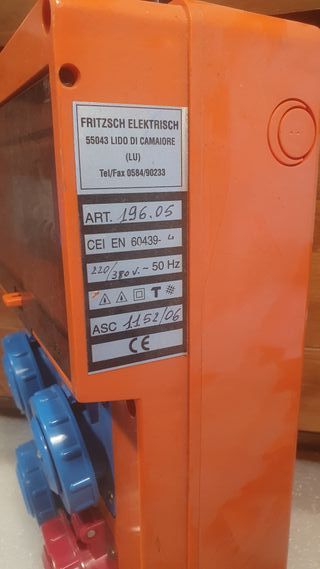 FRITZSCH ELEKTRISCH
55043 LIDO DI CAMAIORE
(LU)
Tel/Fax 0584/90233
ART. 196.05
CEI EN 60439-4
220/380 V. ~ 50 Hz
T
ASC 1152/06
CE